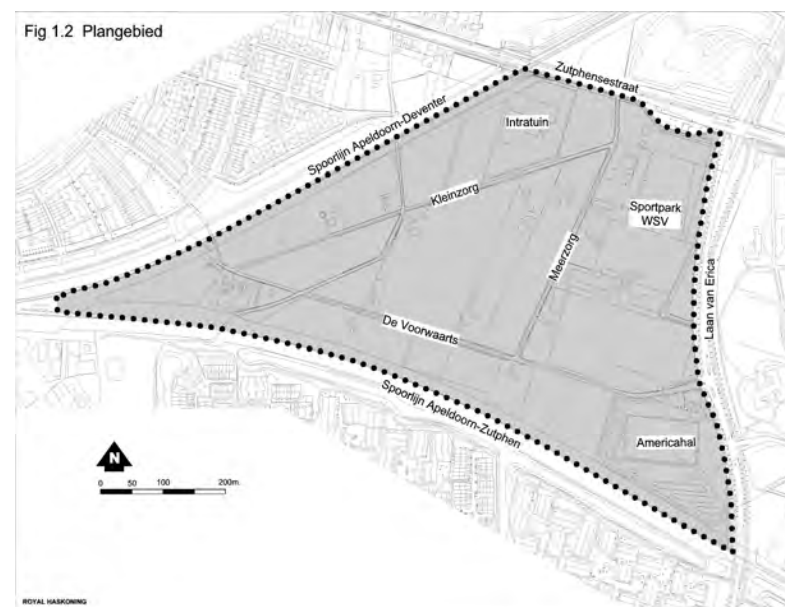 Fig 1.2 Plangebied
Zutphensestraat
Spoorlijn Apeldoorn-Deventer
Intratuin
Kleinzorg
Sportpark
WSV
Meerzorg
Laan van Erica
De Voorwaarts
Spoorlijn Apeldoorn-Zutphen
Americahal
N
0 50 100 200m.
ROYAL HASKONING